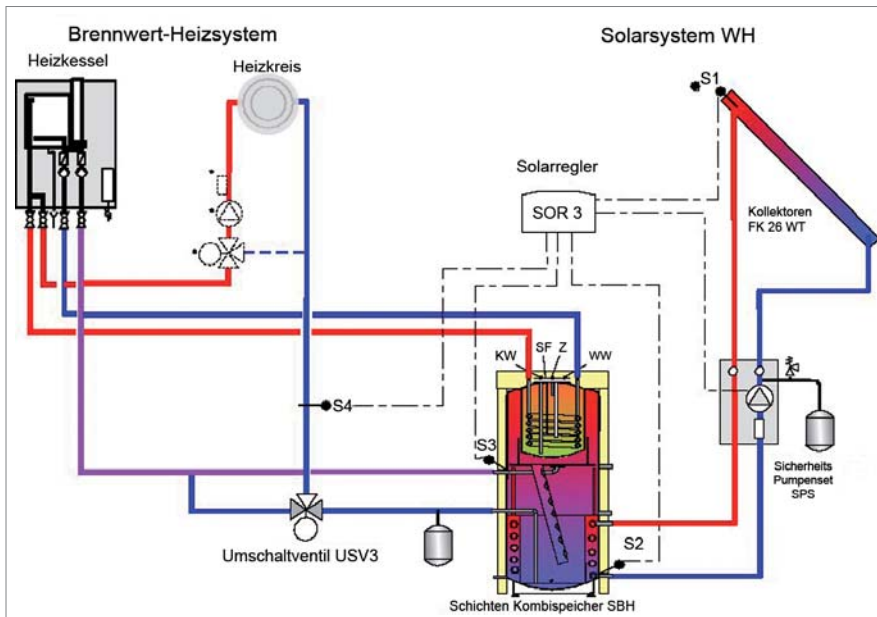 Brennwert-Heizsystem
Solarsystem WH
Heizkessel
Heizkreis
S1
Solarregler
SOR 3
Kollektoren
FK 26 WT
KW
SF
Z
WW
S4
S3
Sicherheits
Pumpenset
SPS
Umschaltventil USV3
S2
Schichten Kombispeicher SBH